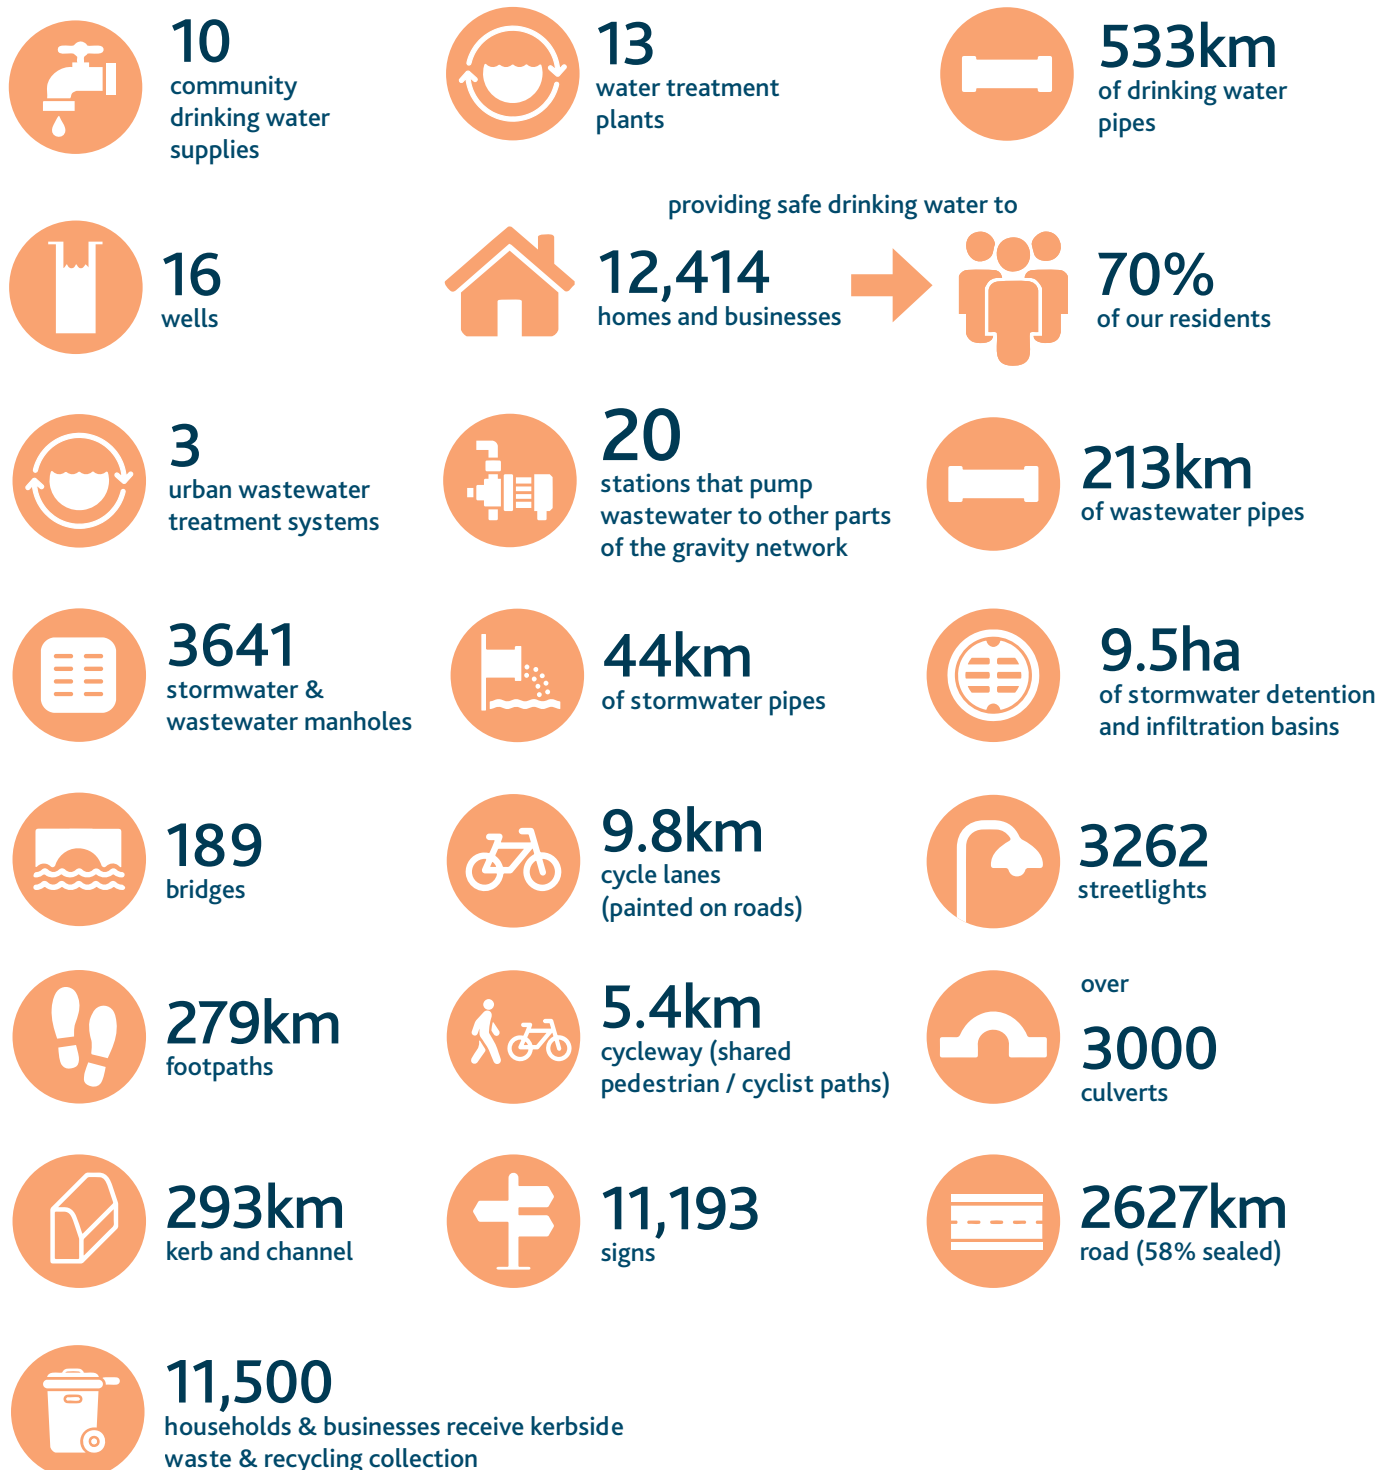 10
community
drinking water
supplies
13
water treatment
plants
533km
of drinking water
pipes
16
wells
providing safe drinking water to
12,414
homes and businesses
70%
of our residents
3
urban wastewater
treatment systems
20
stations that pump
wastewater to other parts
of the gravity network
213km
of wastewater pipes
3641
stormwater &
wastewater manholes
44km
of stormwater pipes
9.5ha
of stormwater detention
and infiltration basins
189
bridges
9.8km
cycle lanes
(painted on roads)
3262
streetlights
279km
footpaths
5.4km
cycleway (shared
pedestrian / cyclist paths)
over
3000
culverts
293km
kerb and channel
11,193
signs
2627km
road (58% sealed)
11,500
households & businesses receive kerbside
waste & recycling collection